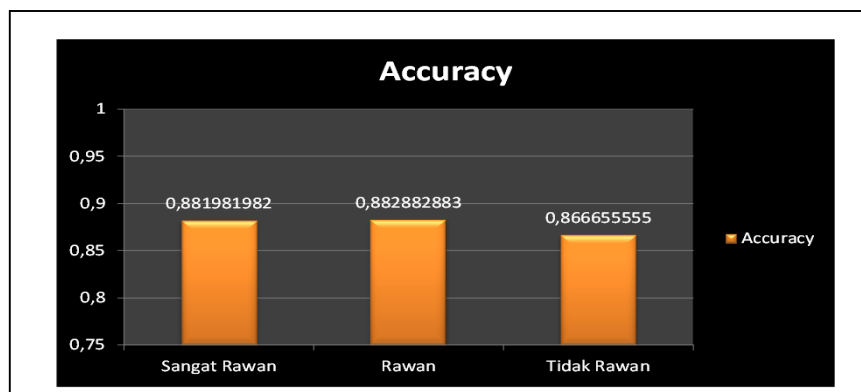 Accuracy
1
0,95
0,9
0,85
0,8
0,75
0,881981982
0,882882883
0,866655555
Sangat Rawan
Rawan
Tidak Rawan
Accuracy